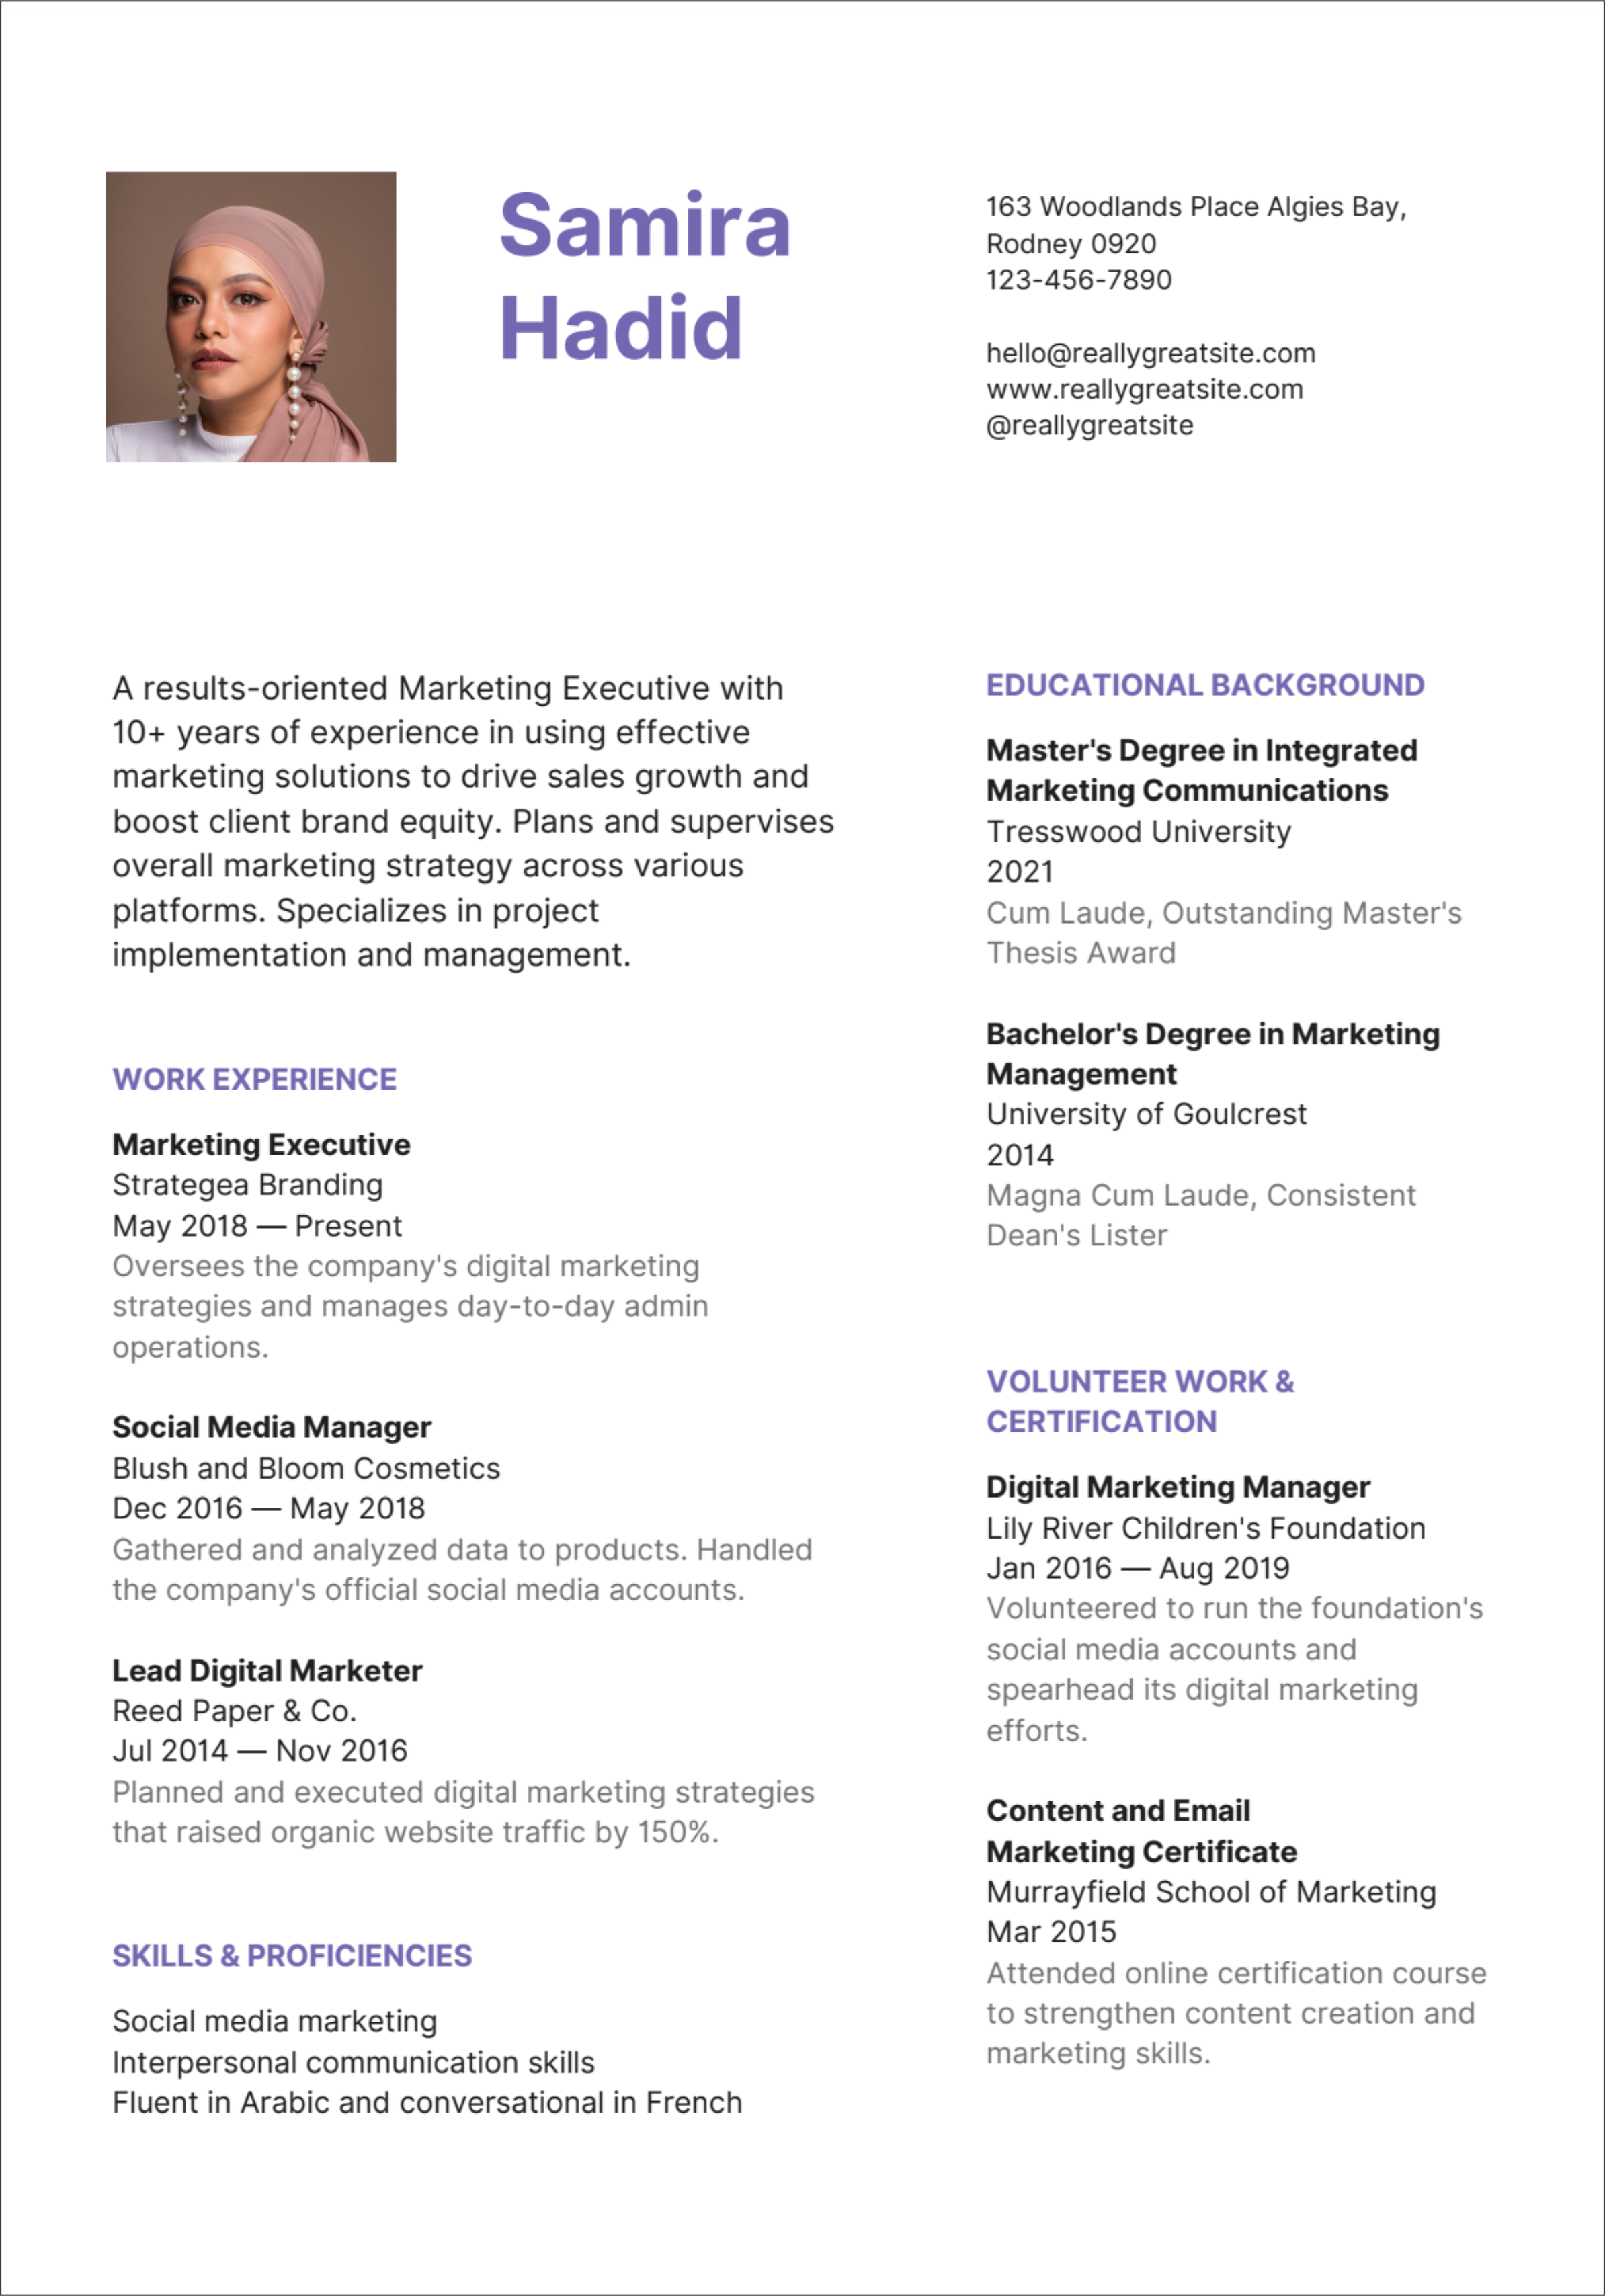 Samira
Hadid
163 Woodlands Place Algies Bay,
Rodney 0920
123-456-7890
hello@reallygreatsite.com
www.reallygreatsite.com
@reallygreatsite
A results-oriented Marketing Executive with
10+ years of experience in using effective
marketing solutions to drive sales growth and
boost client brand equity. Plans and supervises
overall marketing strategy across various
platforms. Specializes in project
implementation and management.
WORK EXPERIENCE
Marketing Executive
Strategea Branding
May 2018 — Present
Oversees the company's digital marketing
strategies and manages day-to-day admin
operations.
Social Media Manager
Blush and Bloom Cosmetics
Dec 2016 — May 2018
Gathered and analyzed data to products. Handled
the company's official social media accounts.
Lead Digital Marketer
Reed Paper & Co.
Jul 2014 — Nov 2016
Planned and executed digital marketing strategies
that raised organic website traffic by 150%.
SKILLS & PROFICIENCIES
Social media marketing
Interpersonal communication skills
Fluent in Arabic and conversational in French
EDUCATIONAL BACKGROUND
Master's Degree in Integrated
Marketing Communications
Tresswood University
2021
Cum Laude, Outstanding Master's
Thesis Award
Bachelor's Degree in Marketing
Management
University of Goulcrest
2014
Magna Cum Laude, Consistent
Dean's Lister
VOLUNTEER WORK &
CERTIFICATION
Digital Marketing Manager
Lily River Children's Foundation
Jan 2016 — Aug 2019
Volunteered to run the foundation's
social media accounts and
spearhead its digital marketing
efforts.
Content and Email
Marketing Certificate
Murrayfield School of Marketing
Mar 2015
Attended online certification course
to strengthen content creation and
marketing skills.